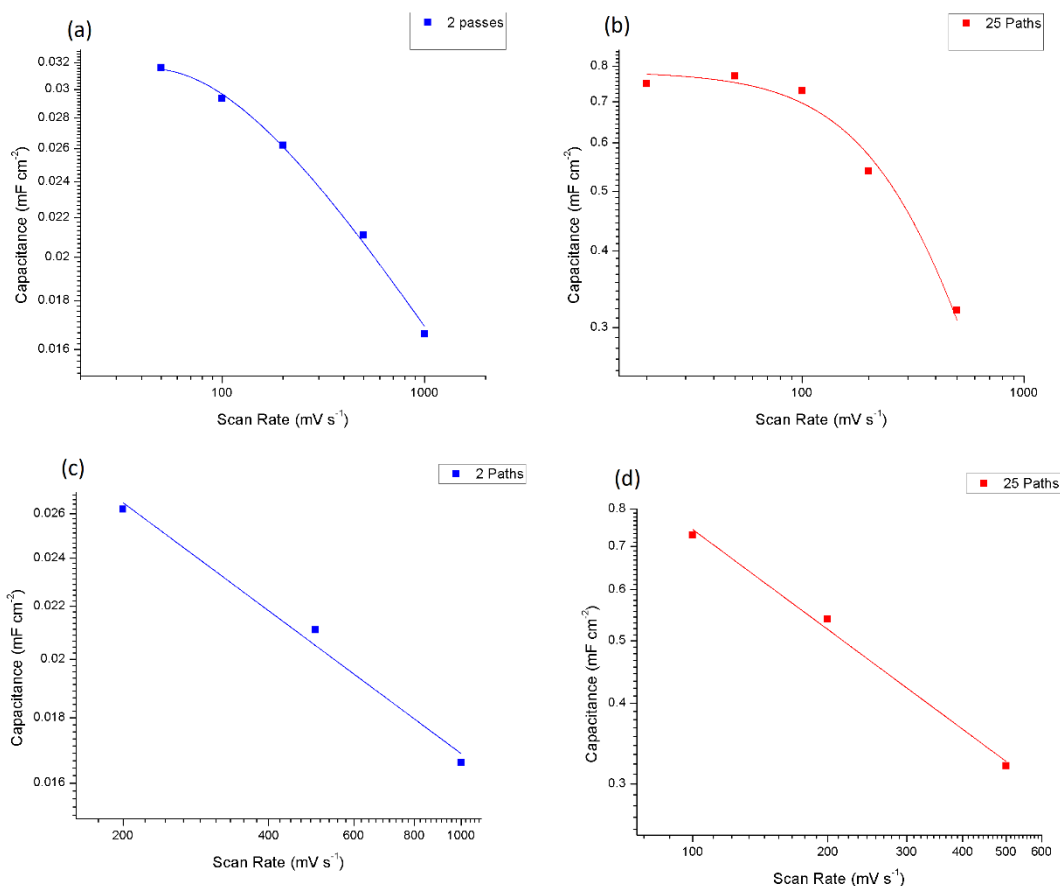 (a)
2 passes
0.032
0.03
0.028
0.026
0.024
0.022
0.02
0.018
0.016
Capacitance (mF cm⁻²)
100
1000
Scan Rate (mV s⁻¹)
(b)
25 Paths
0.8
0.7
0.6
0.5
0.4
0.3
Capacitance (mF cm⁻²)
100
1000
Scan Rate (mV s⁻¹)
(c)
2 Paths
0.026
0.024
0.022
0.02
0.018
0.016
Capacitance (mF cm⁻²)
200
400
600
800
1000
Scan Rate (mV s⁻¹)
(d)
25 Paths
0.8
0.7
0.6
0.5
0.4
0.3
Capacitance (mF cm⁻²)
100
200
300
400
500
600
Scan Rate (mV s⁻¹)